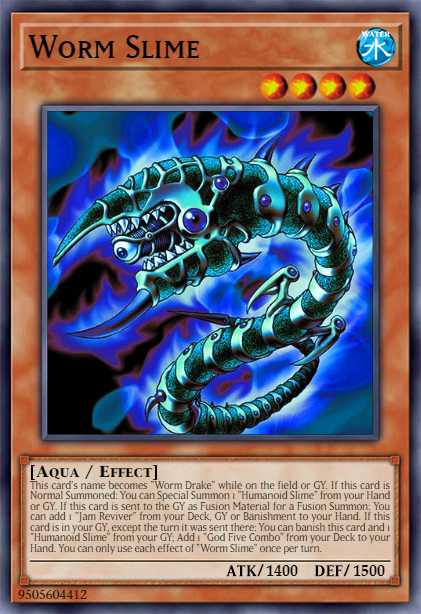 Worm Slime
WATER
水
[Aqua / Effect]
This card's name becomes "Worm Drake" while on the field or GY. If this card is
Normal Summoned: You can Special Summon 1 "Humanoid Slime" from your Hand
or GY. If this card is sent to the GY as Fusion Material for a Fusion Summon: You
can add 1 "Jam Reviver" from your Deck, GY or Banishment to your Hand. If this
card is in your GY, except the turn it was sent there: You can banish this card and 1
"Humanoid Slime" from your GY; Add 1 "God Five Combo" from your Deck to your
Hand. You can only use each effect of "Worm Slime" once per turn.
ATK/1400 DEF/1500
9505604412